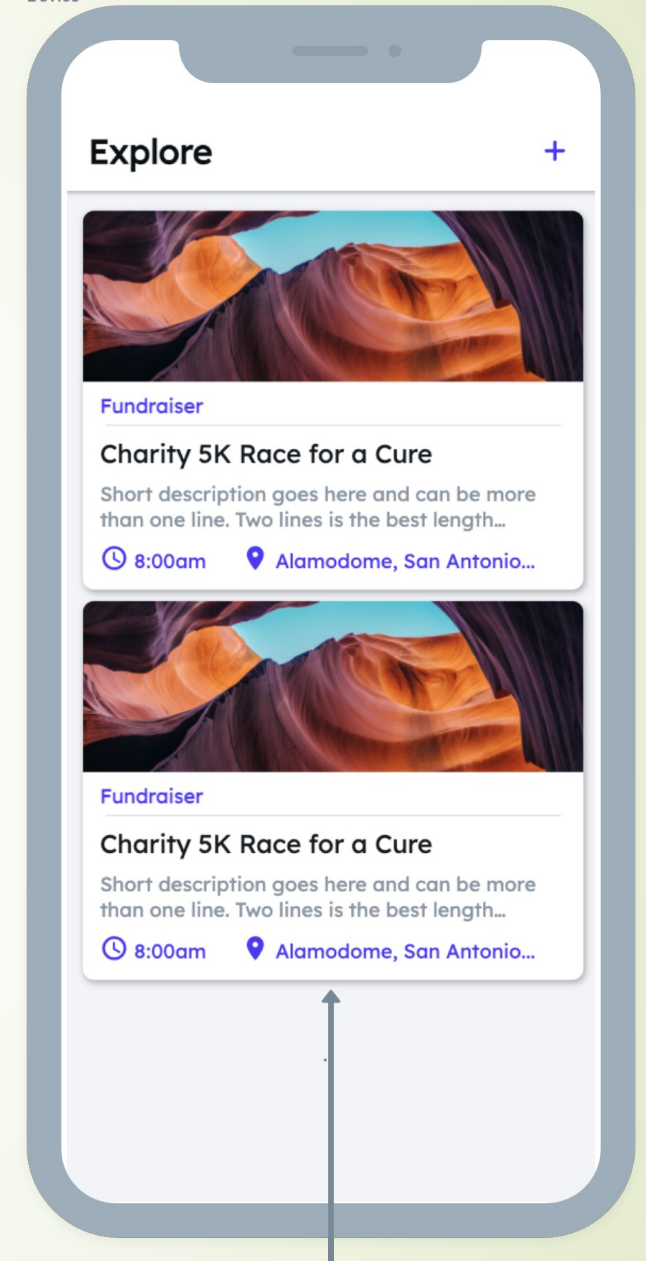 Explore +
Fundraiser
Charity 5K Race for a Cure
Short description goes here and can be more
than one line. Two lines is the best length...
8:00am Alamodome, San Antonio...
Fundraiser
Charity 5K Race for a Cure
Short description goes here and can be more
than one line. Two lines is the best length...
8:00am Alamodome, San Antonio...